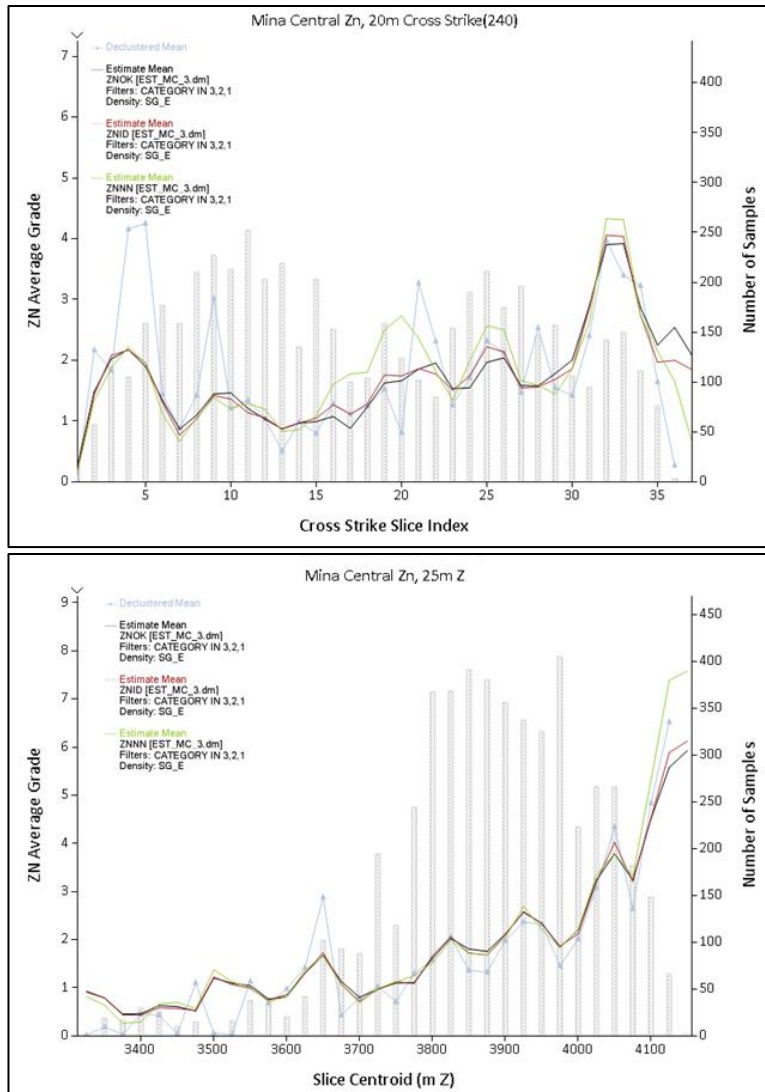 Mina Central Zn, 20m Cross Strike(240)
7
6
5
4
3
2
1
0
ZN Average Grade
Declustered Mean
Estimate Mean
ZNOK [EST_MC_3.dm]
Filters: CATEGORY IN 3,2,1
Density: SG_E
Estimate Mean
ZNID [EST_MC_3.dm]
Filters: CATEGORY IN 3,2,1
Density: SG_E
Estimate Mean
ZNNN [EST_MC_3.dm]
Filters: CATEGORY IN 3,2,1
Density: SG_E
400
350
300
250
200
150
100
50
0
Number of Samples
5 10 15 20 25 30 35
Cross Strike Slice Index
Mina Central Zn, 25m Z
9
8
7
6
5
4
3
2
1
0
ZN Average Grade
Declustered Mean
Estimate Mean
ZNOK [EST_MC_3.dm]
Filters: CATEGORY IN 3,2,1
Density: SG_E
Estimate Mean
ZNID [EST_MC_3.dm]
Filters: CATEGORY IN 3,2,1
Density: SG_E
Estimate Mean
ZNNN [EST_MC_3.dm]
Filters: CATEGORY IN 3,2,1
Density: SG_E
450
400
350
300
250
200
150
100
50
0
Number of Samples
3400 3500 3600 3700 3800 3900 4000 4100
Slice Centroid (m Z)